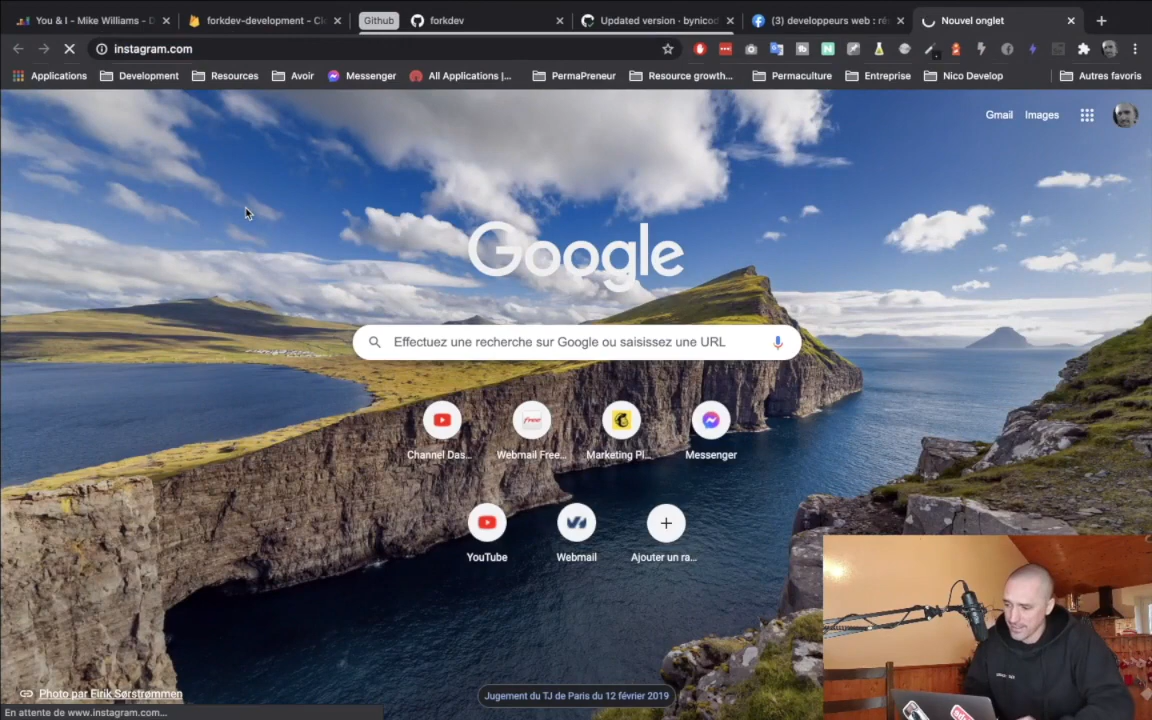 You & I - Mike Williams - D
forkdev-development - Cl
Github
forkdev
Updated version · bynicod
(3) developpeurs web : ré
Nouvel onglet
instagram.com
Applications
Development
Resources
Avoir
Messenger
All Applications |...
PermaPreneur
Resource growth...
Permaculture
Entreprise
Nico Develop
Autres favoris
Gmail
Images
Google
Effectuez une recherche sur Google ou saisissez une URL
Channel Das...
Webmail Free...
Marketing Pl...
Messenger
free
YouTube
Webmail
Ajouter un ra...
Photo par Eirik Sørstrømmen
Jugement du TJ de Paris du 12 février 2019
En attente de www.instagram.com...